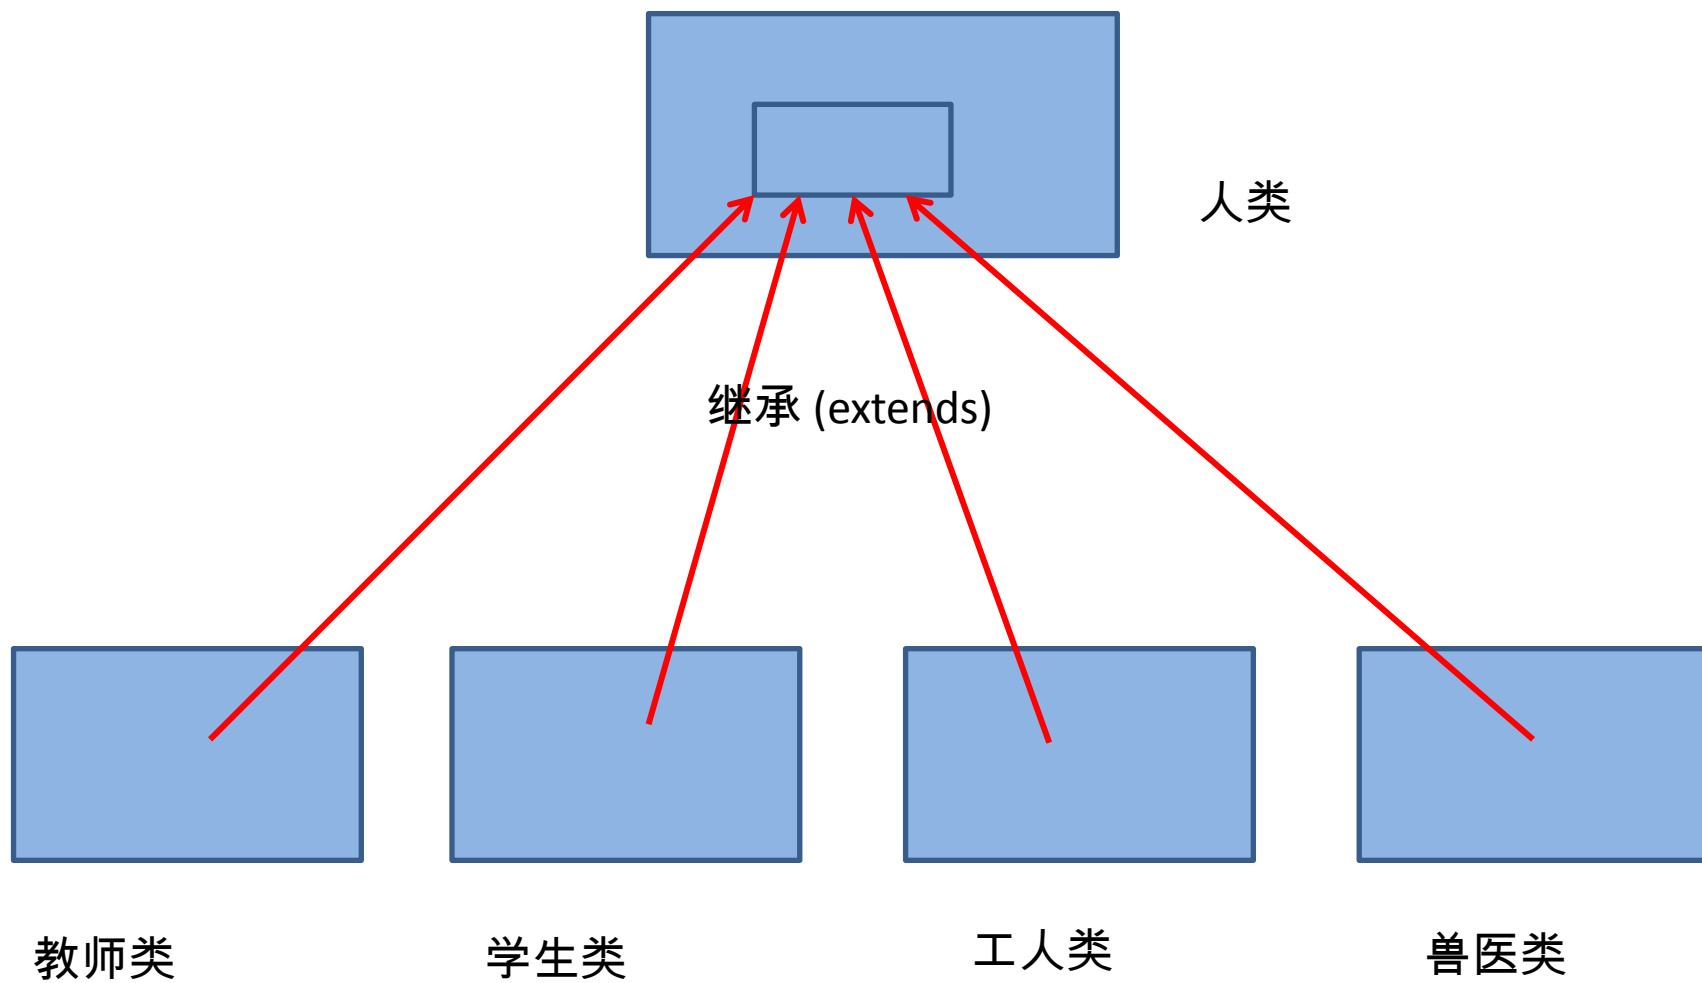 人类
继承 (extends)
教师类
学生类
工人类
兽医类